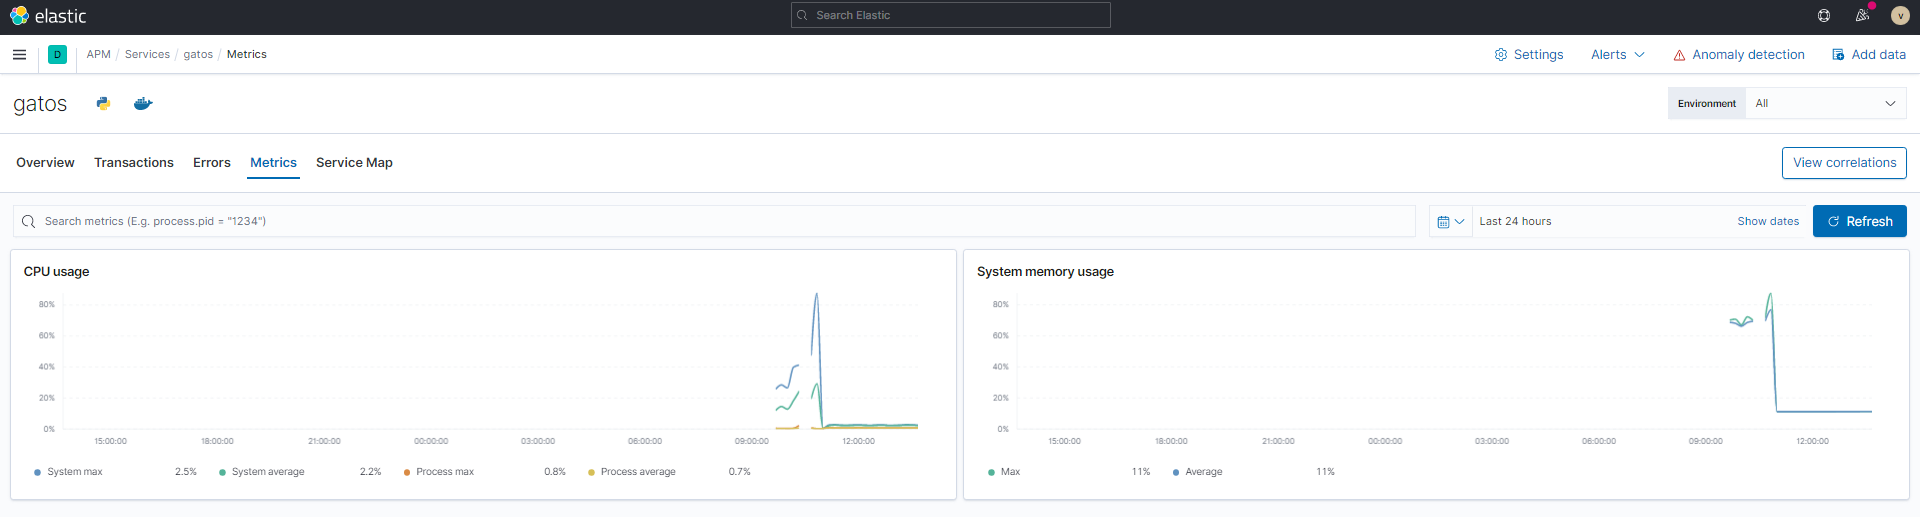 elastic
Search Elastic
v
D
APM / Services / gatos / Metrics
Settings
Alerts
Anomaly detection
Add data
gatos
Environment
All
Overview
Transactions
Errors
Metrics
Service Map
View correlations
Search metrics (E.g. process.pid = "1234")
Last 24 hours
Show dates
Refresh
CPU usage
80%
60%
40%
20%
0%
15:00:00 18:00:00 21:00:00 00:00:00 03:00:00 06:00:00 09:00:00 12:00:00
System max 2.5% System average 2.2% Process max 0.8% Process average 0.7%
System memory usage
80%
60%
40%
20%
0%
15:00:00 18:00:00 21:00:00 00:00:00 03:00:00 06:00:00 09:00:00 12:00:00
Max 11% Average 11%